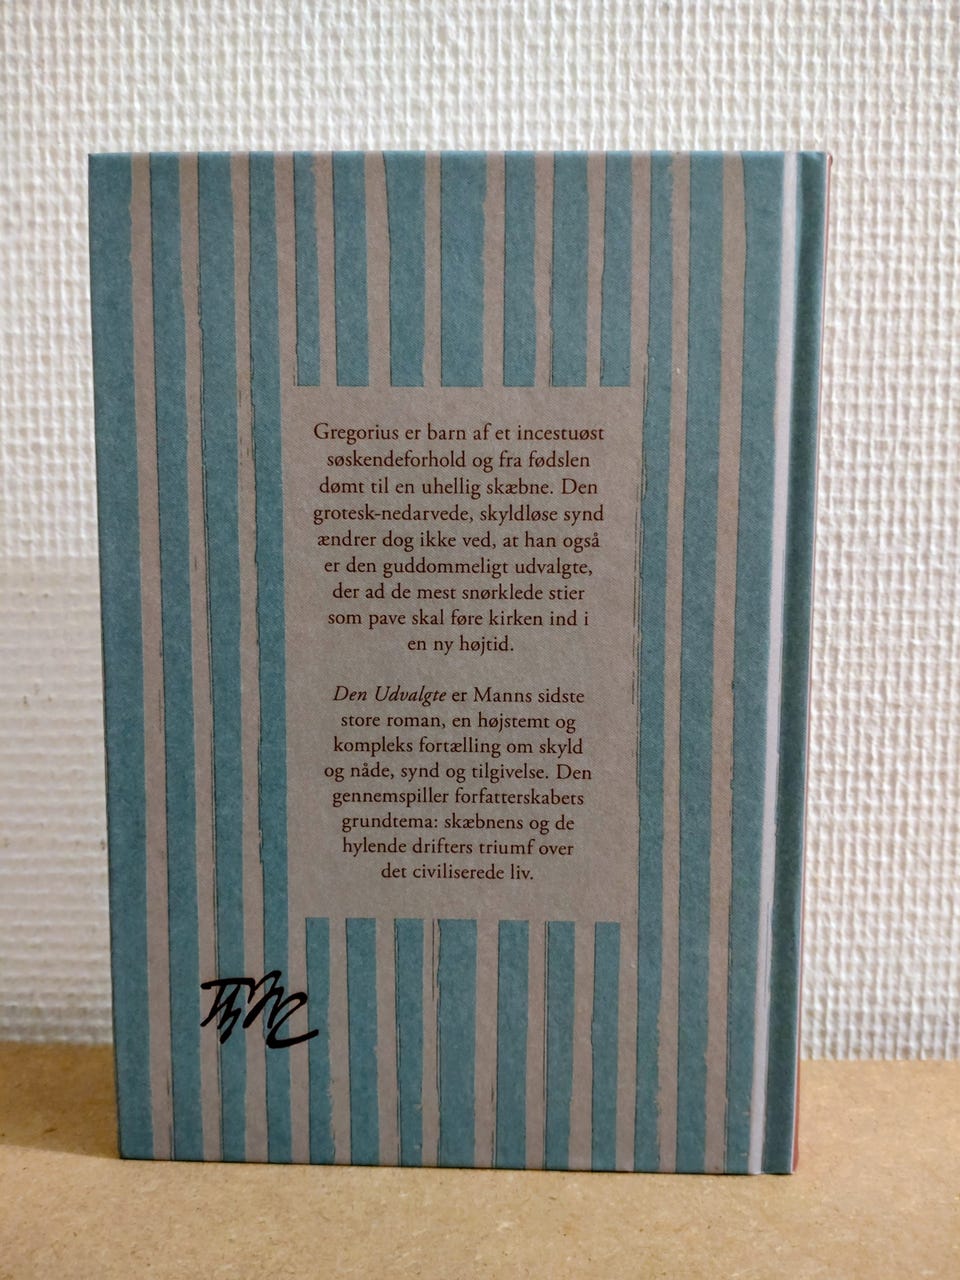 Gregorius er barn af et incestuøst
søskendeforhold og fra fødslen
dømt til en uhellig skæbne. Den
grotesk-nedarvede, skyldløse synd
ændrer dog ikke ved, at han også
er den guddommeligt udvalgte,
der ad de mest snørklede stier
som pave skal føre kirken ind i
en ny højtid.
Den Udvalgte er Manns sidste
store roman, en højstemt og
kompleks fortælling om skyld
og nåde, synd og tilgivelse. Den
gennemspiller forfatterskabets
grundtema: skæbnens og de
hylende drifters triumf over
det civiliserede liv.